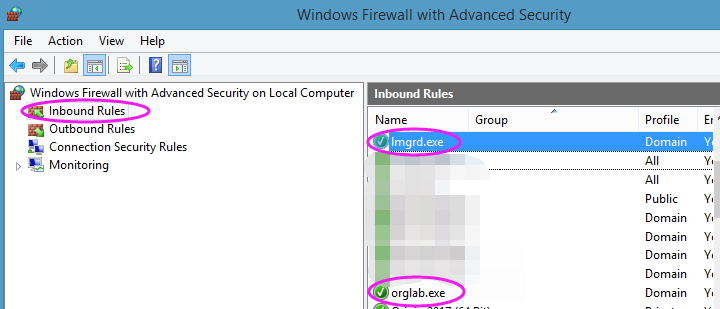 Windows Firewall with Advanced Security
File Action View Help
Windows Firewall with Advanced Security on Local Computer
Inbound Rules
Outbound Rules
Connection Security Rules
Monitoring
Inbound Rules
Name Group Profile
lmgrd.exe Domain
All
All
Public
Domain
Domain
Domain
Domain
orglab.exe Domain